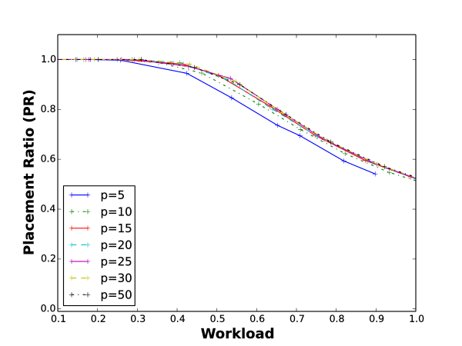 1.0
0.8
0.6
0.4
0.2
0.0
Placement Ratio (PR)
p=5
p=10
p=15
p=20
p=25
p=30
p=50
0.1 0.2 0.3 0.4 0.5 0.6 0.7 0.8 0.9 1.0
Workload